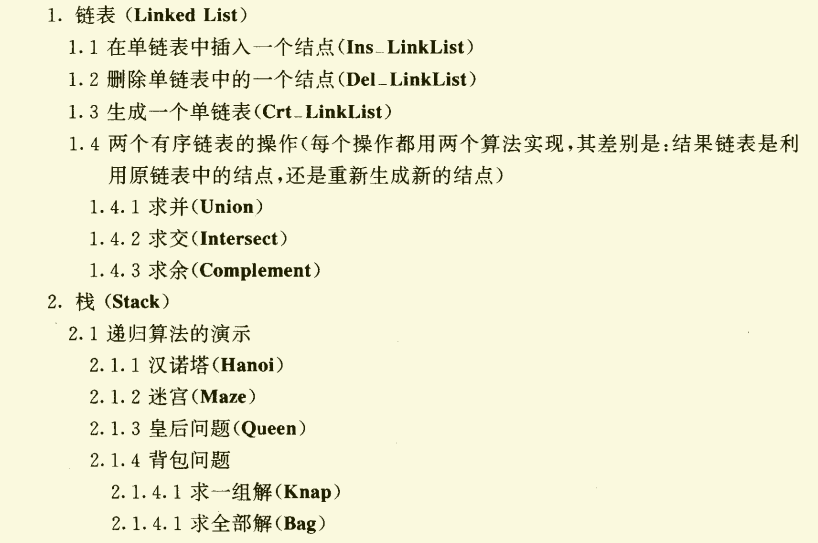 1. 链表 (Linked List)
1.1 在单链表中插入一个结点(Ins_LinkList)
1.2 删除单链表中的一个结点(Del_LinkList)
1.3 生成一个单链表(Crt_LinkList)
1.4 两个有序链表的操作(每个操作都用两个算法实现,其差别是:结果链表是利
用原链表中的结点,还是重新生成新的结点)
1.4.1 求并(Union)
1.4.2 求交(Intersect)
1.4.3 求余(Complement)
2. 栈 (Stack)
2.1 递归算法的演示
2.1.1 汉诺塔(Hanoi)
2.1.2 迷宫(Maze)
2.1.3 皇后问题(Queen)
2.1.4 背包问题
2.1.4.1 求一组解(Knap)
2.1.4.1 求全部解(Bag)